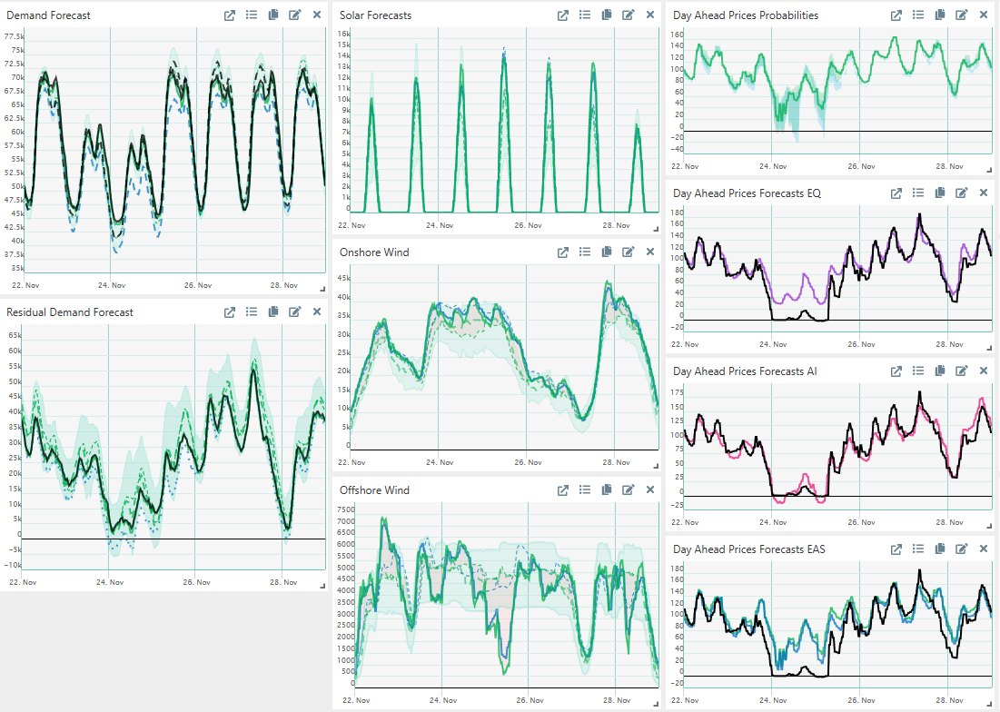 Demand Forecast
77.5k
75k
72.5k
70k
67.5k
65k
62.5k
60k
57.5k
55k
52.5k
50k
47.5k
45k
42.5k
40k
37.5k
35k
22. Nov 24. Nov 26. Nov 28. Nov
Residual Demand Forecast
65k
60k
55k
50k
45k
40k
35k
30k
25k
20k
15k
10k
5k
0
−5k
−10k
22. Nov 24. Nov 26. Nov 28. Nov
Solar Forecasts
16k
15k
14k
13k
12k
11k
10k
9k
8k
7k
6k
5k
4k
3k
2k
1k
0
22. Nov 24. Nov 26. Nov 28. Nov
Onshore Wind
45k
40k
35k
30k
25k
20k
15k
10k
5k
0
22. Nov 24. Nov 26. Nov 28. Nov
Offshore Wind
7500
7000
6500
6000
5500
5000
4500
4000
3500
3000
2500
2000
1500
1000
500
0
22. Nov 24. Nov 26. Nov 28. Nov
Day Ahead Prices Probabilities
160
140
120
100
80
60
40
20
0
−20
−40
22. Nov 24. Nov 26. Nov 28. Nov
Day Ahead Prices Forecasts EQ
180
160
140
120
100
80
60
40
20
0
−20
22. Nov 24. Nov 26. Nov 28. Nov
Day Ahead Prices Forecasts AI
175
150
125
100
75
50
25
0
−25
22. Nov 24. Nov 26. Nov 28. Nov
Day Ahead Prices Forecasts EAS
180
160
140
120
100
80
60
40
20
0
−20
22. Nov 24. Nov 26. Nov 28. Nov